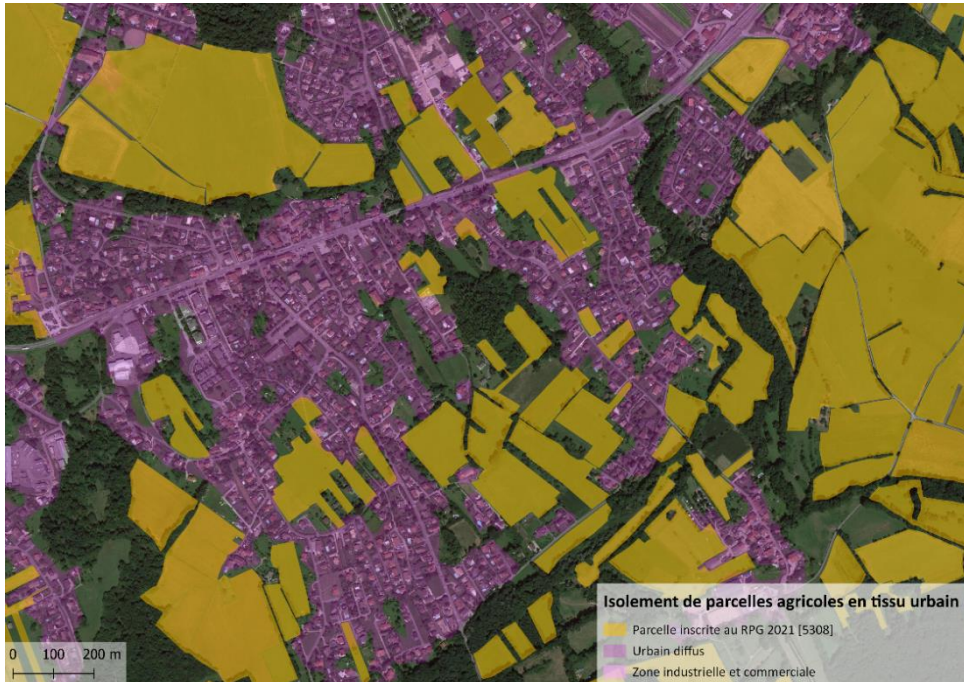 Isolement de parcelles agricoles en tissu urbain
Parcelle inscrite au RPG 2021 [5308]
Urbain diffus
Zone industrielle et commerciale
0 100 200 m